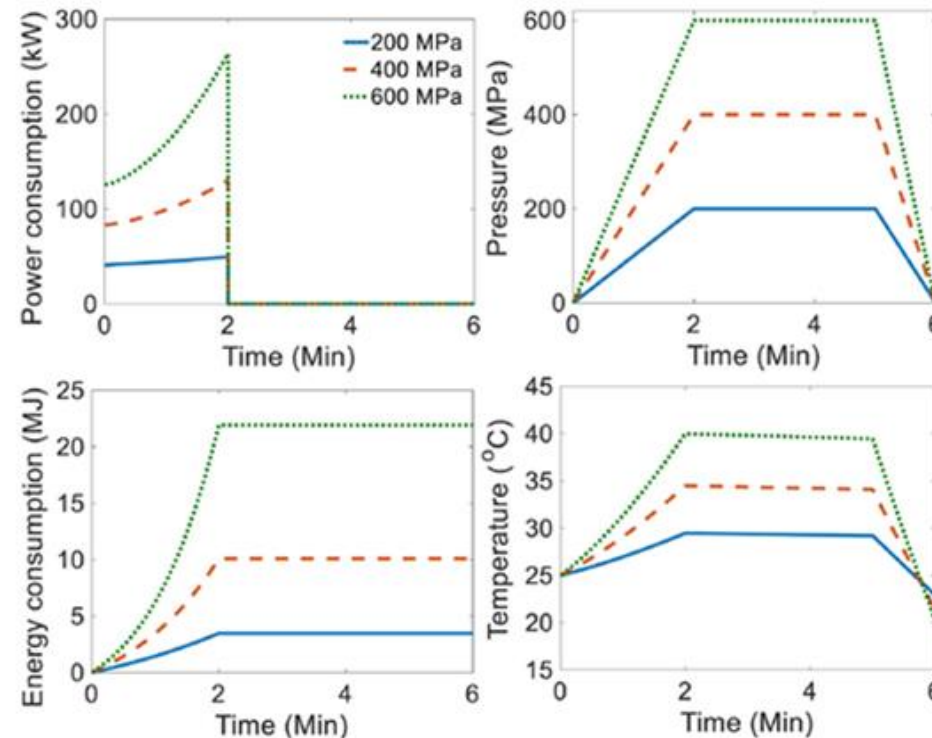 Power consumption (kW)
300
200
100
0
0 2 4 6
Time (Min)
200 MPa
400 MPa
600 MPa
Pressure (MPa)
600
400
200
0
0 2 4 6
Time (Min)
Energy consumption (MJ)
25
20
15
10
5
0
0 2 4 6
Time (Min)
Temperature (°C)
45
40
35
30
25
20
15
0 2 4 6
Time (Min)